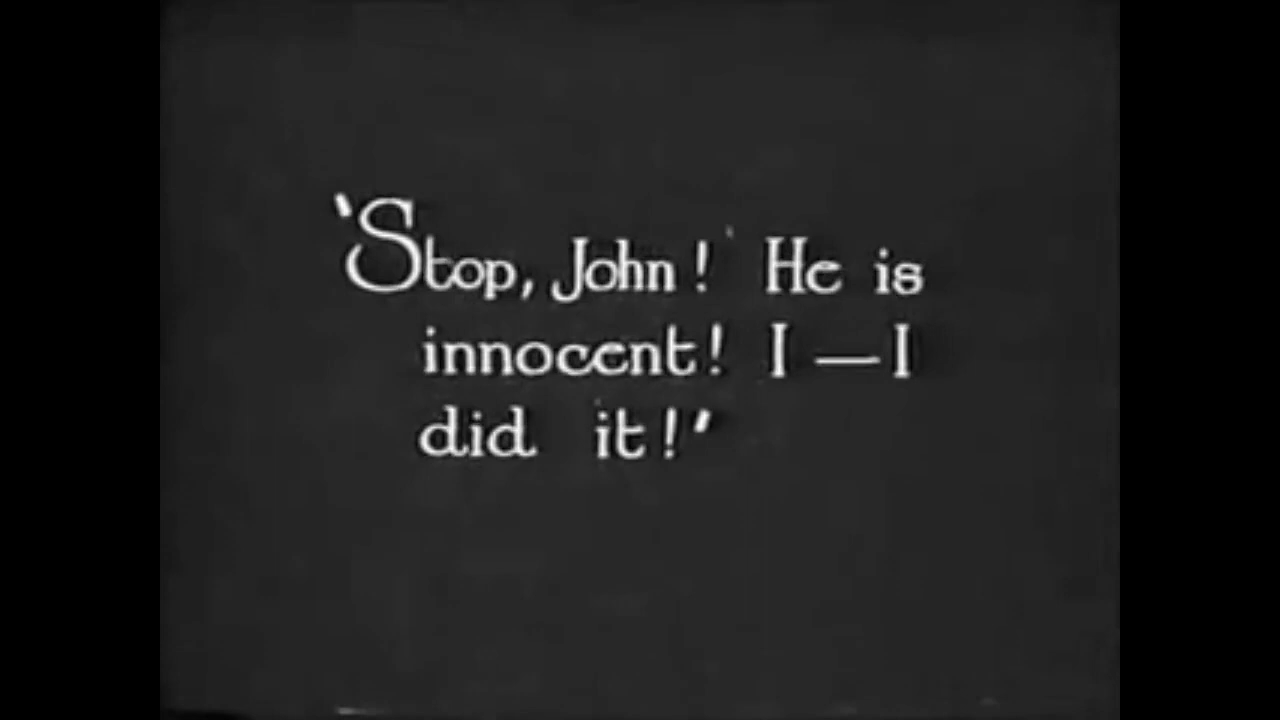 'Stop, John! He is
innocent! I—I
did it!'